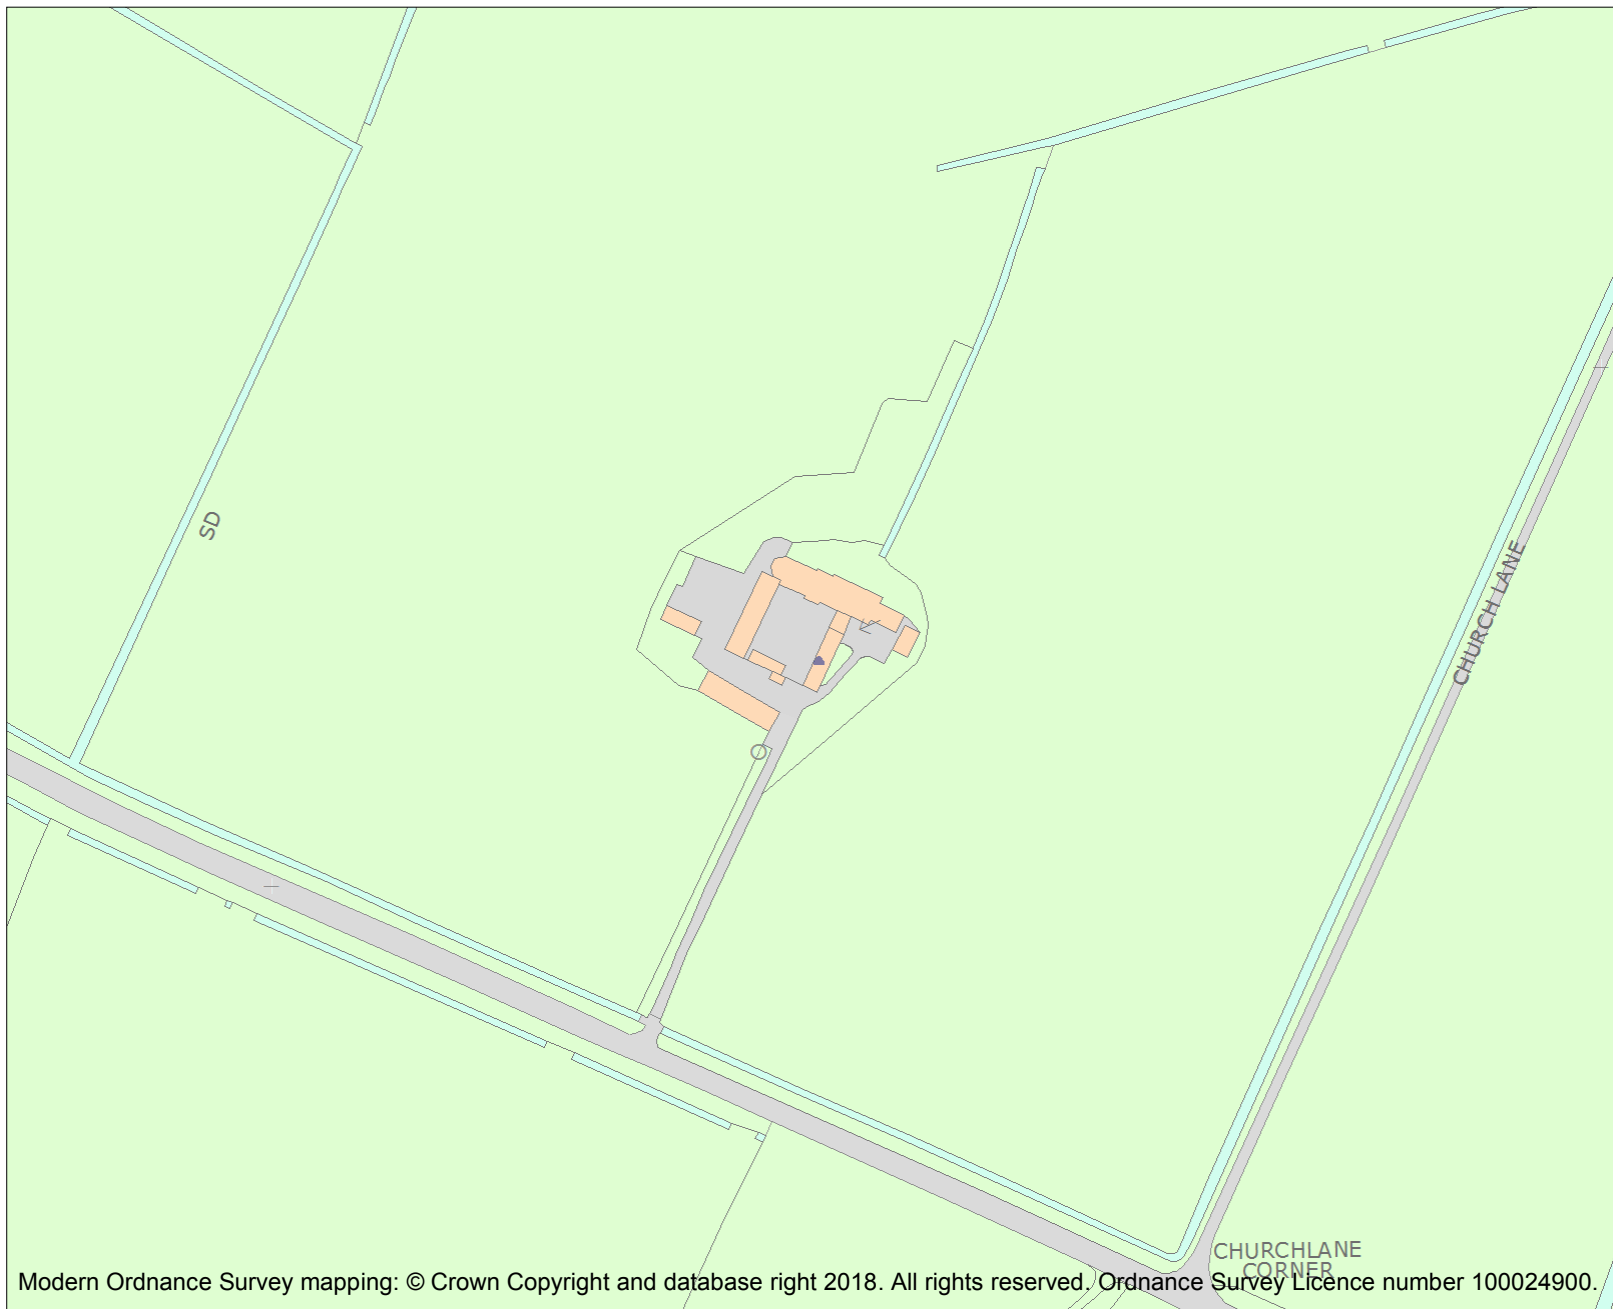 SD
CHURCH LANE
CHURCHLANE
CORNER
Modern Ordnance Survey mapping: © Crown Copyright and database right 2018. All rights reserved. Ordnance Survey Licence number 100024900.